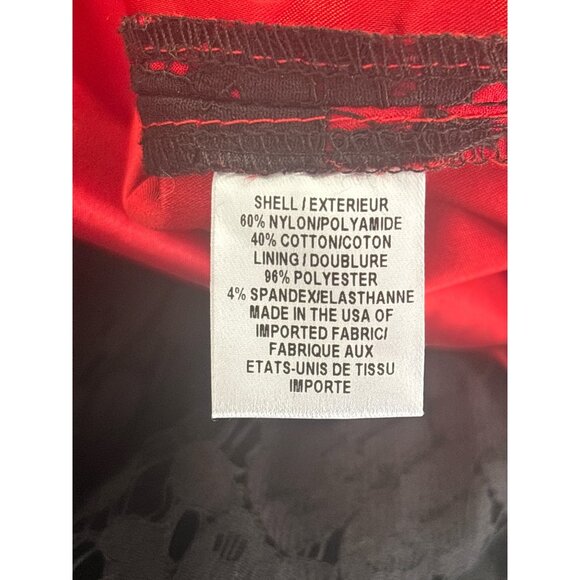 SHELL / EXTERIEUR
60% NYLON/POLYAMIDE
40% COTTON/COTON
LINING / DOUBLURE
96% POLYESTER
4% SPANDEX/ELASTHANNE
MADE IN THE USA OF
IMPORTED FABRIC/
FABRIQUE AUX
ETATS-UNIS DE TISSU
IMPORTE